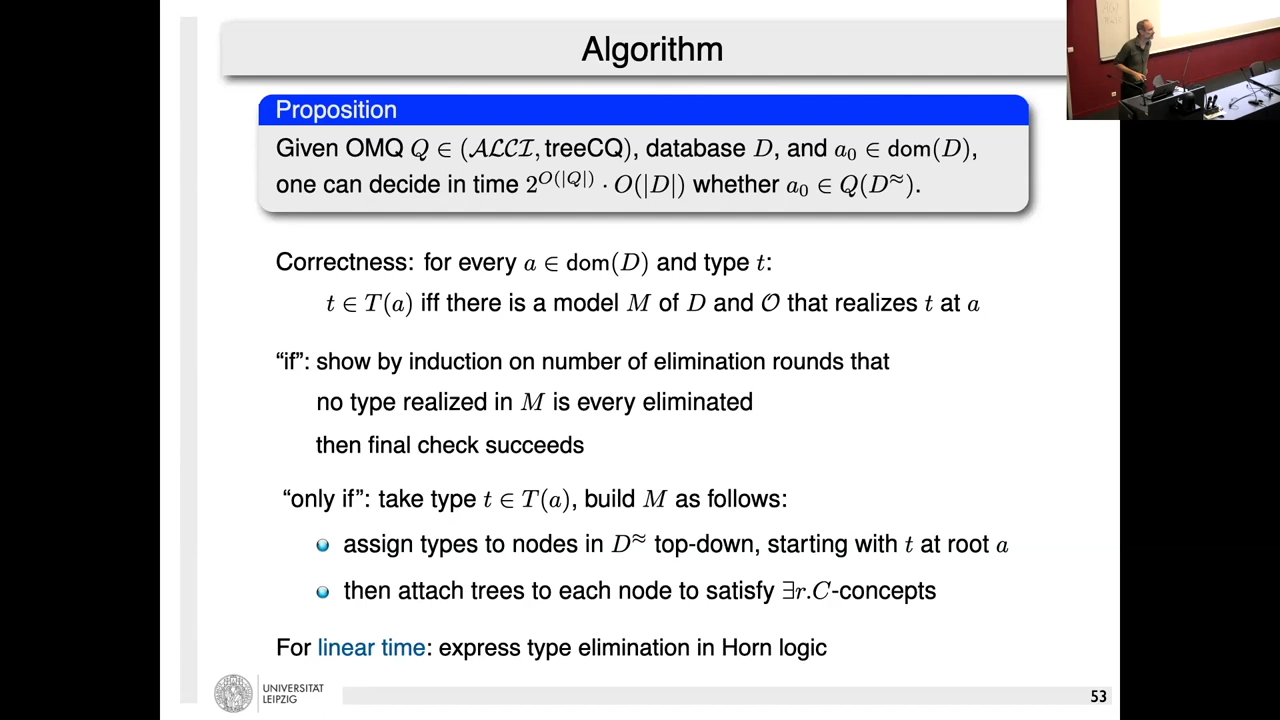 Algorithm
Proposition
Given OMQ Q ∈ (𝒜ℒ𝒞ℐ, treeCQ), database D, and a₀ ∈ dom(D),
one can decide in time 2^{O(|Q|)} · O(|D|) whether a₀ ∈ Q(D^≈).
Correctness: for every a ∈ dom(D) and type t:
t ∈ T(a) iff there is a model M of D and 𝒪 that realizes t at a
“if”: show by induction on number of elimination rounds that
no type realized in M is every eliminated
then final check succeeds
“only if”: take type t ∈ T(a), build M as follows:
assign types to nodes in D^≈ top-down, starting with t at root a
then attach trees to each node to satisfy ∃r.C-concepts
For linear time: express type elimination in Horn logic
UNIVERSITÄT
LEIPZIG
53